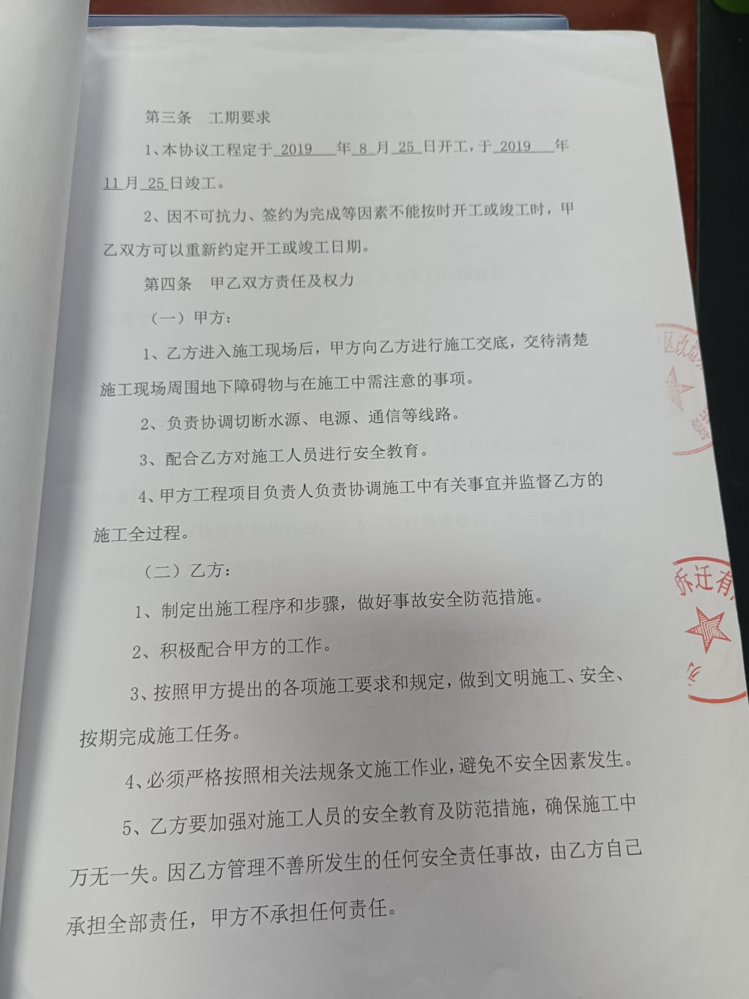 第三条　工期要求
1、本协议工程定于 2019 年 8 月 25 日开工，于 2019 年
11月 25日竣工。
2、因不可抗力、签约为完成等因素不能按时开工或竣工时，甲
乙双方可以重新约定开工或竣工日期。
第四条　甲乙双方责任及权力
（一）甲方：
1、乙方进入施工现场后，甲方向乙方进行施工交底，交待清楚
施工现场周围地下障碍物与在施工中需注意的事项。
2、负责协调切断水源、电源、通信等线路。
3、配合乙方对施工人员进行安全教育。
4、甲方工程项目负责人负责协调施工中有关事宜并监督乙方的
施工全过程。
（二）乙方：
1、制定出施工程序和步骤，做好事故安全防范措施。
2、积极配合甲方的工作。
3、按照甲方提出的各项施工要求和规定，做到文明施工、安全、
按期完成施工任务。
4、必须严格按照相关法规条文施工作业，避免不安全因素发生。
5、乙方要加强对施工人员的安全教育及防范措施，确保施工中
万无一失。因乙方管理不善所发生的任何安全责任事故，由乙方自己
承担全部责任，甲方不承担任何责任。
区改造
拆迁有